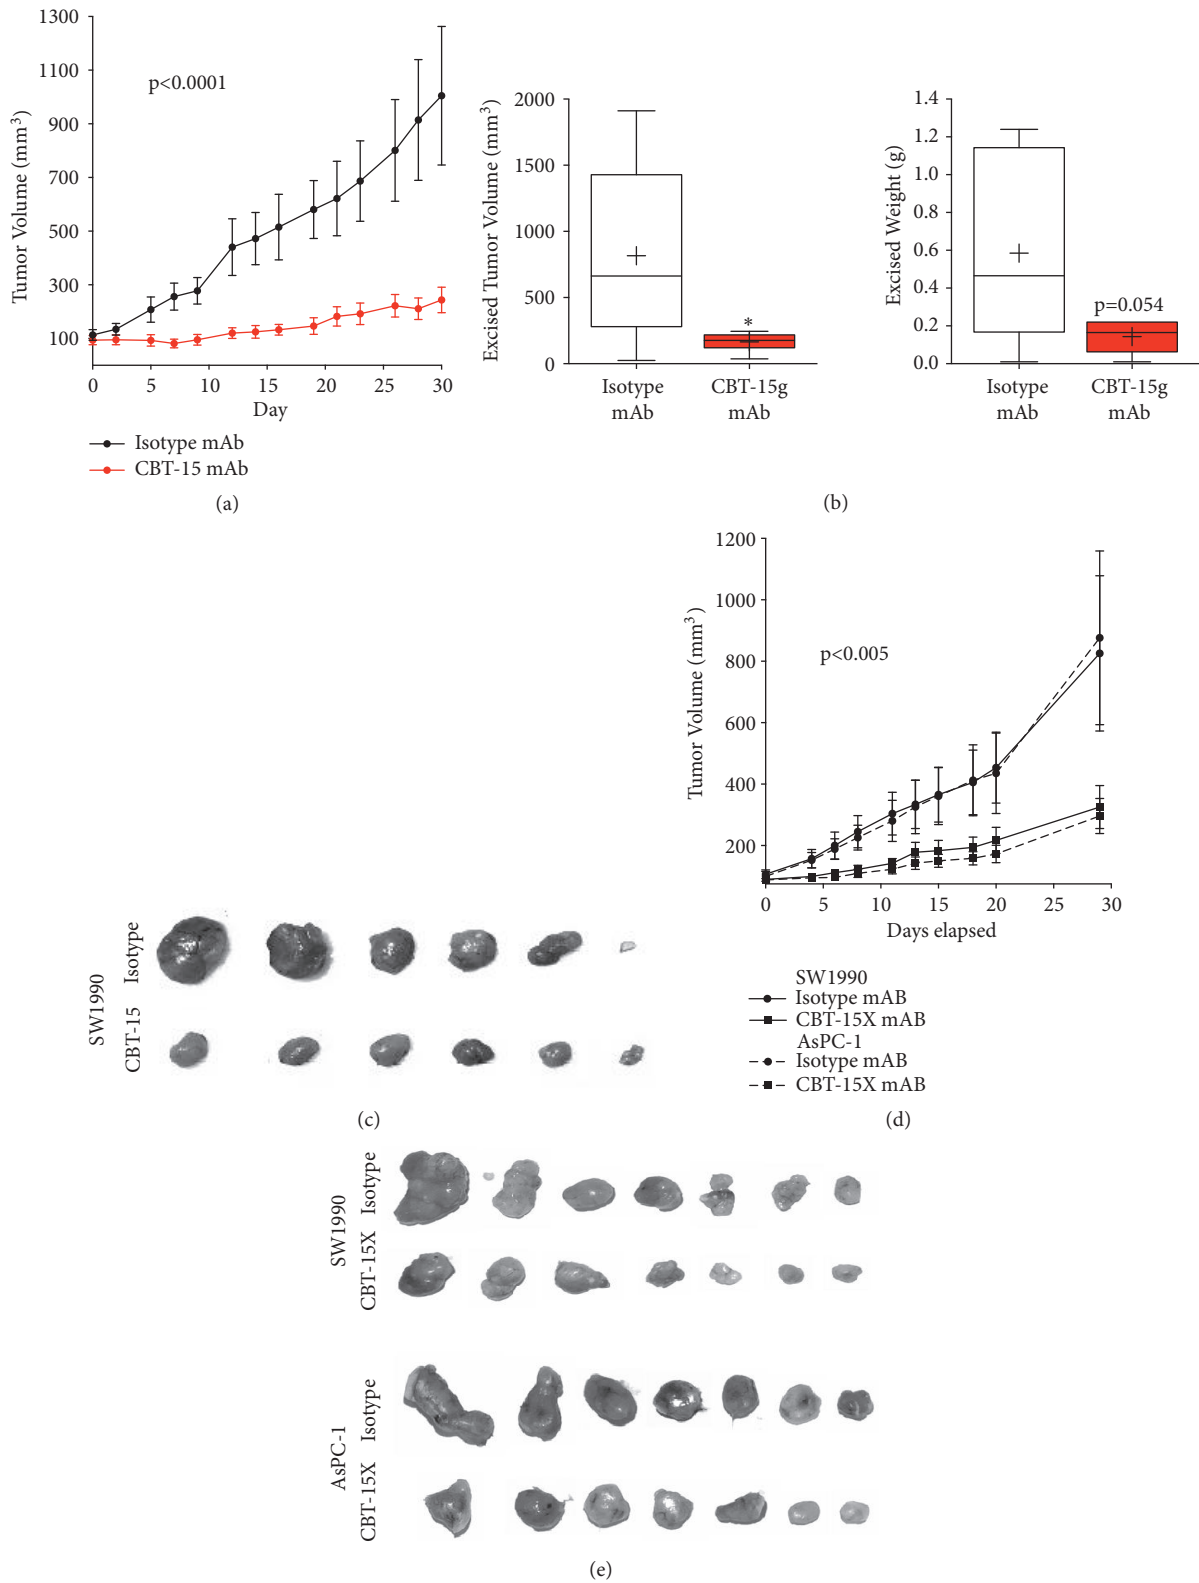 1300
1100
900
700
500
300
100
Tumor Volume (mm³)
p<0.0001
0 5 10 15 20 25 30
Day
Isotype mAb
CBT-15 mAb
(a)
2000
1500
1000
500
0
Excised Tumor Volume (mm³)
*
Isotype
mAb
CBT-15g
mAb
1.4
1.2
1.0
0.8
0.6
0.4
0.2
0.0
Excised Weight (g)
p=0.054
Isotype
mAb
CBT-15g
mAb
(b)
SW1990
Isotype
CBT-15
(c)
1200
1000
800
600
400
200
Tumor Volume (mm³)
p<0.005
0 5 10 15 20 25 30
Days elapsed
SW1990
Isotype mAB
CBT-15X mAB
AsPC-1
Isotype mAB
CBT-15X mAB
(d)
SW1990
Isotype
CBT-15X
AsPC-1
Isotype
CBT-15X
(e)